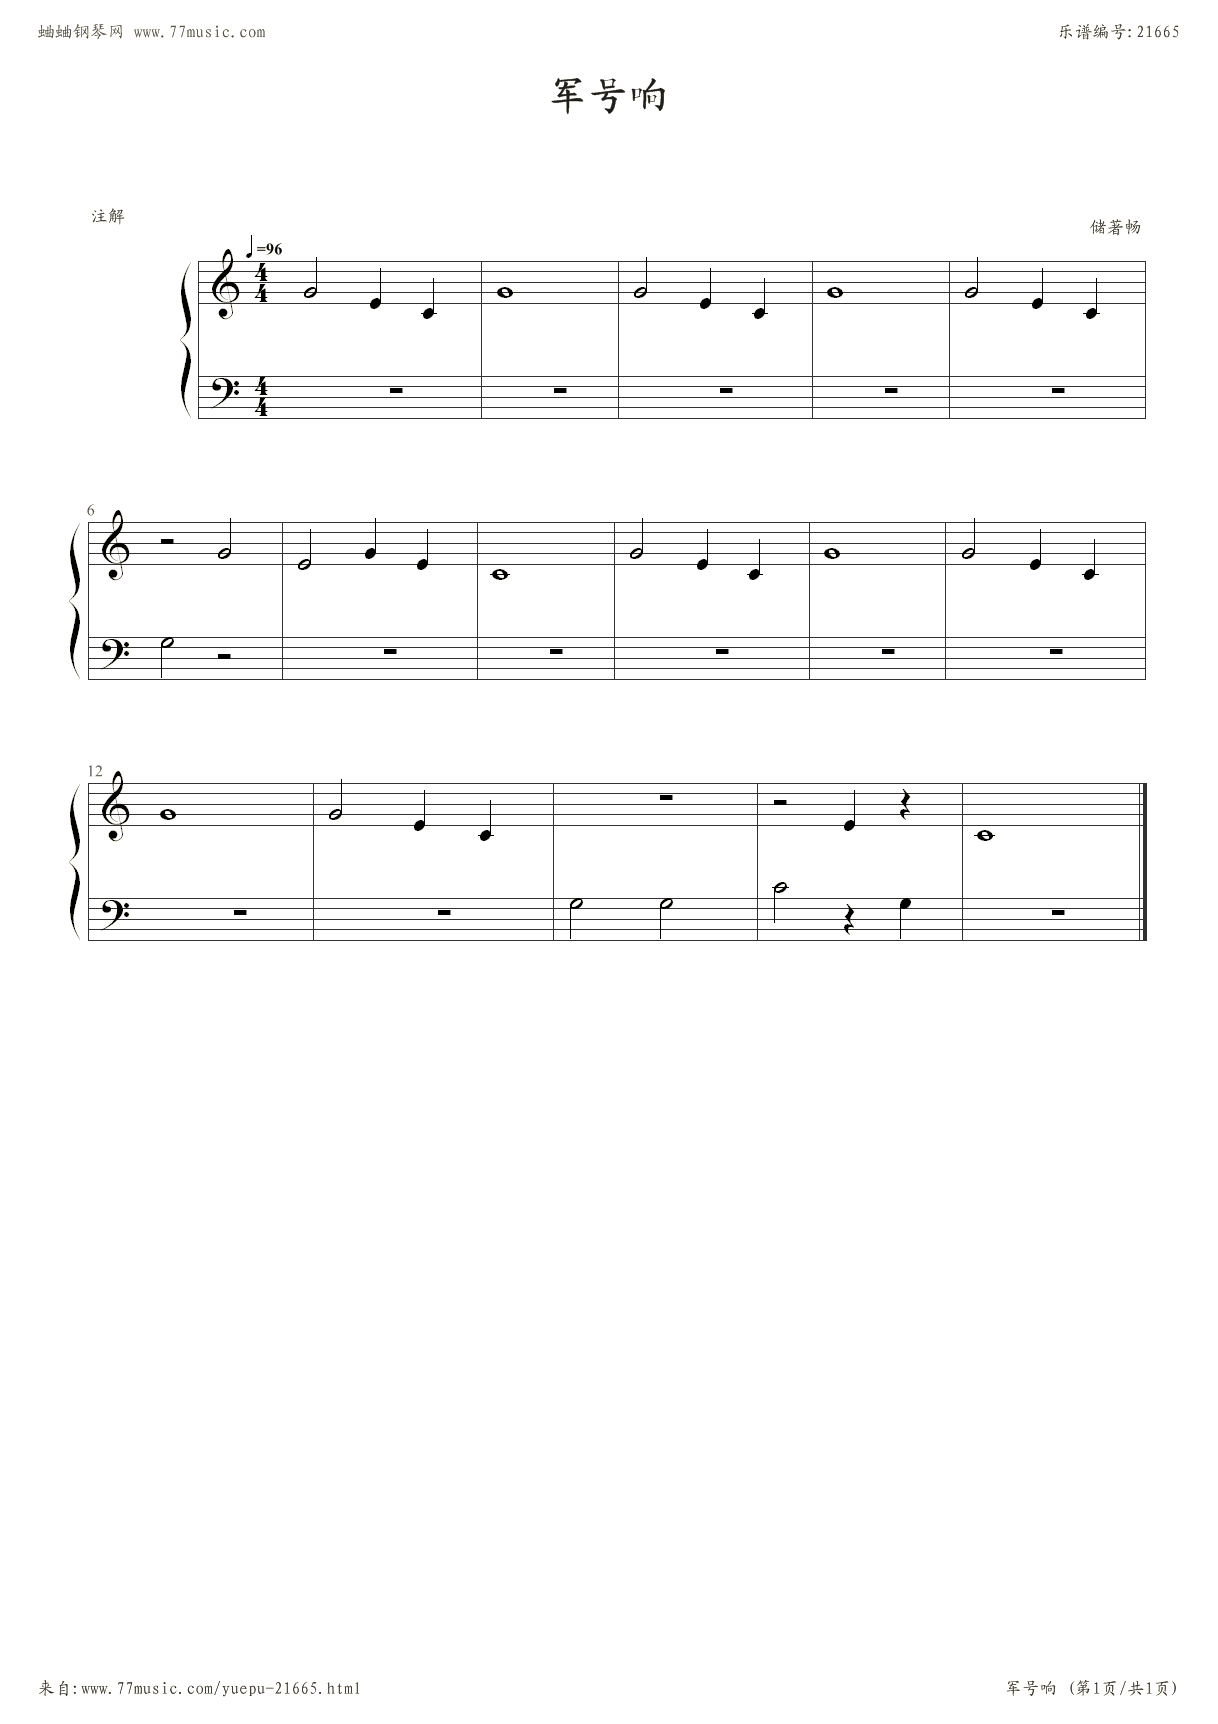 蛐蛐钢琴网 www.77music.com
乐谱编号:21665
军号响
注解
储著畅
=96
4
4
4
4
6
12
来自:www.77music.com/yuepu-21665.html
军号响 (第1页/共1页)